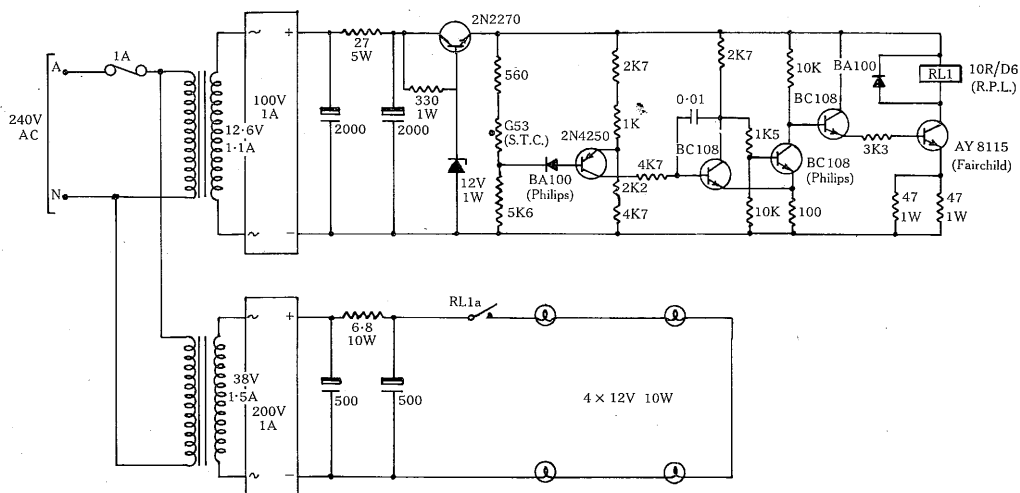 A
240V
AC
N
1A
12·6V
1·1A
~
+
100V
1A
~
−
27
5W
2000
2000
330
1W
2N2270
12V
1W
560
G53
(S.T.C.)
BA100
(Philips)
5K6
2N4250
2K7
1K
2K2
4K7
4K7
0·01
BC108
2K7
1K5
10K
10K
BC108
(Philips)
100
BA100
3K3
RL1
10R/D6
(R.P.L.)
AY 8115
(Fairchild)
47
1W
47
1W
38V
1·5A
~
+
200V
1A
~
−
6·8
10W
500
500
RL1a
4 × 12V 10W